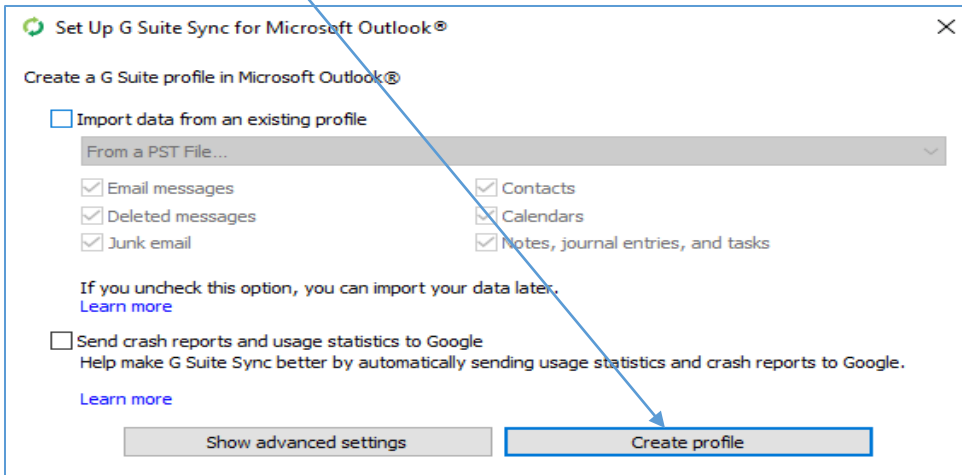 Set Up G Suite Sync for Microsoft Outlook®
Create a G Suite profile in Microsoft Outlook®
Import data from an existing profile
From a PST File...
Email messages
Contacts
Deleted messages
Calendars
Junk email
Notes, journal entries, and tasks
If you uncheck this option, you can import your data later.
Learn more
Send crash reports and usage statistics to Google
Help make G Suite Sync better by automatically sending usage statistics and crash reports to Google.
Learn more
Show advanced settings
Create profile